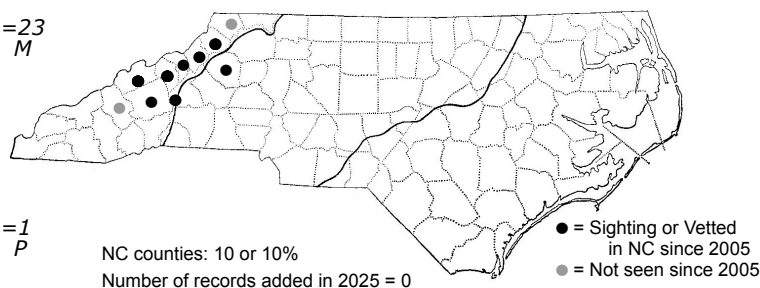 =23
M
=1
P
NC counties: 10 or 10%
Number of records added in 2025 = 0
● = Sighting or Vetted
in NC since 2005
● = Not seen since 2005